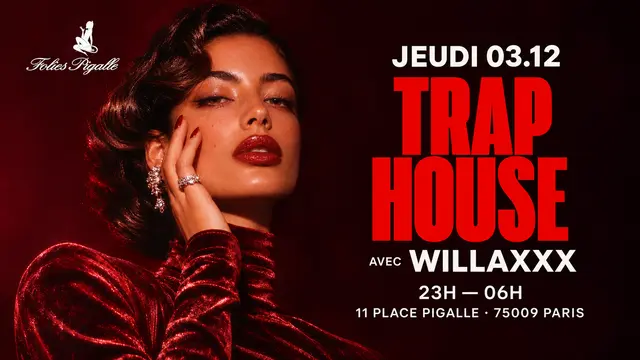 Folies Pigalle
JEUDI 03.12
TRAP
HOUSE
AVEC WILLAXXX
23H — 06H
11 PLACE PIGALLE · 75009 PARIS